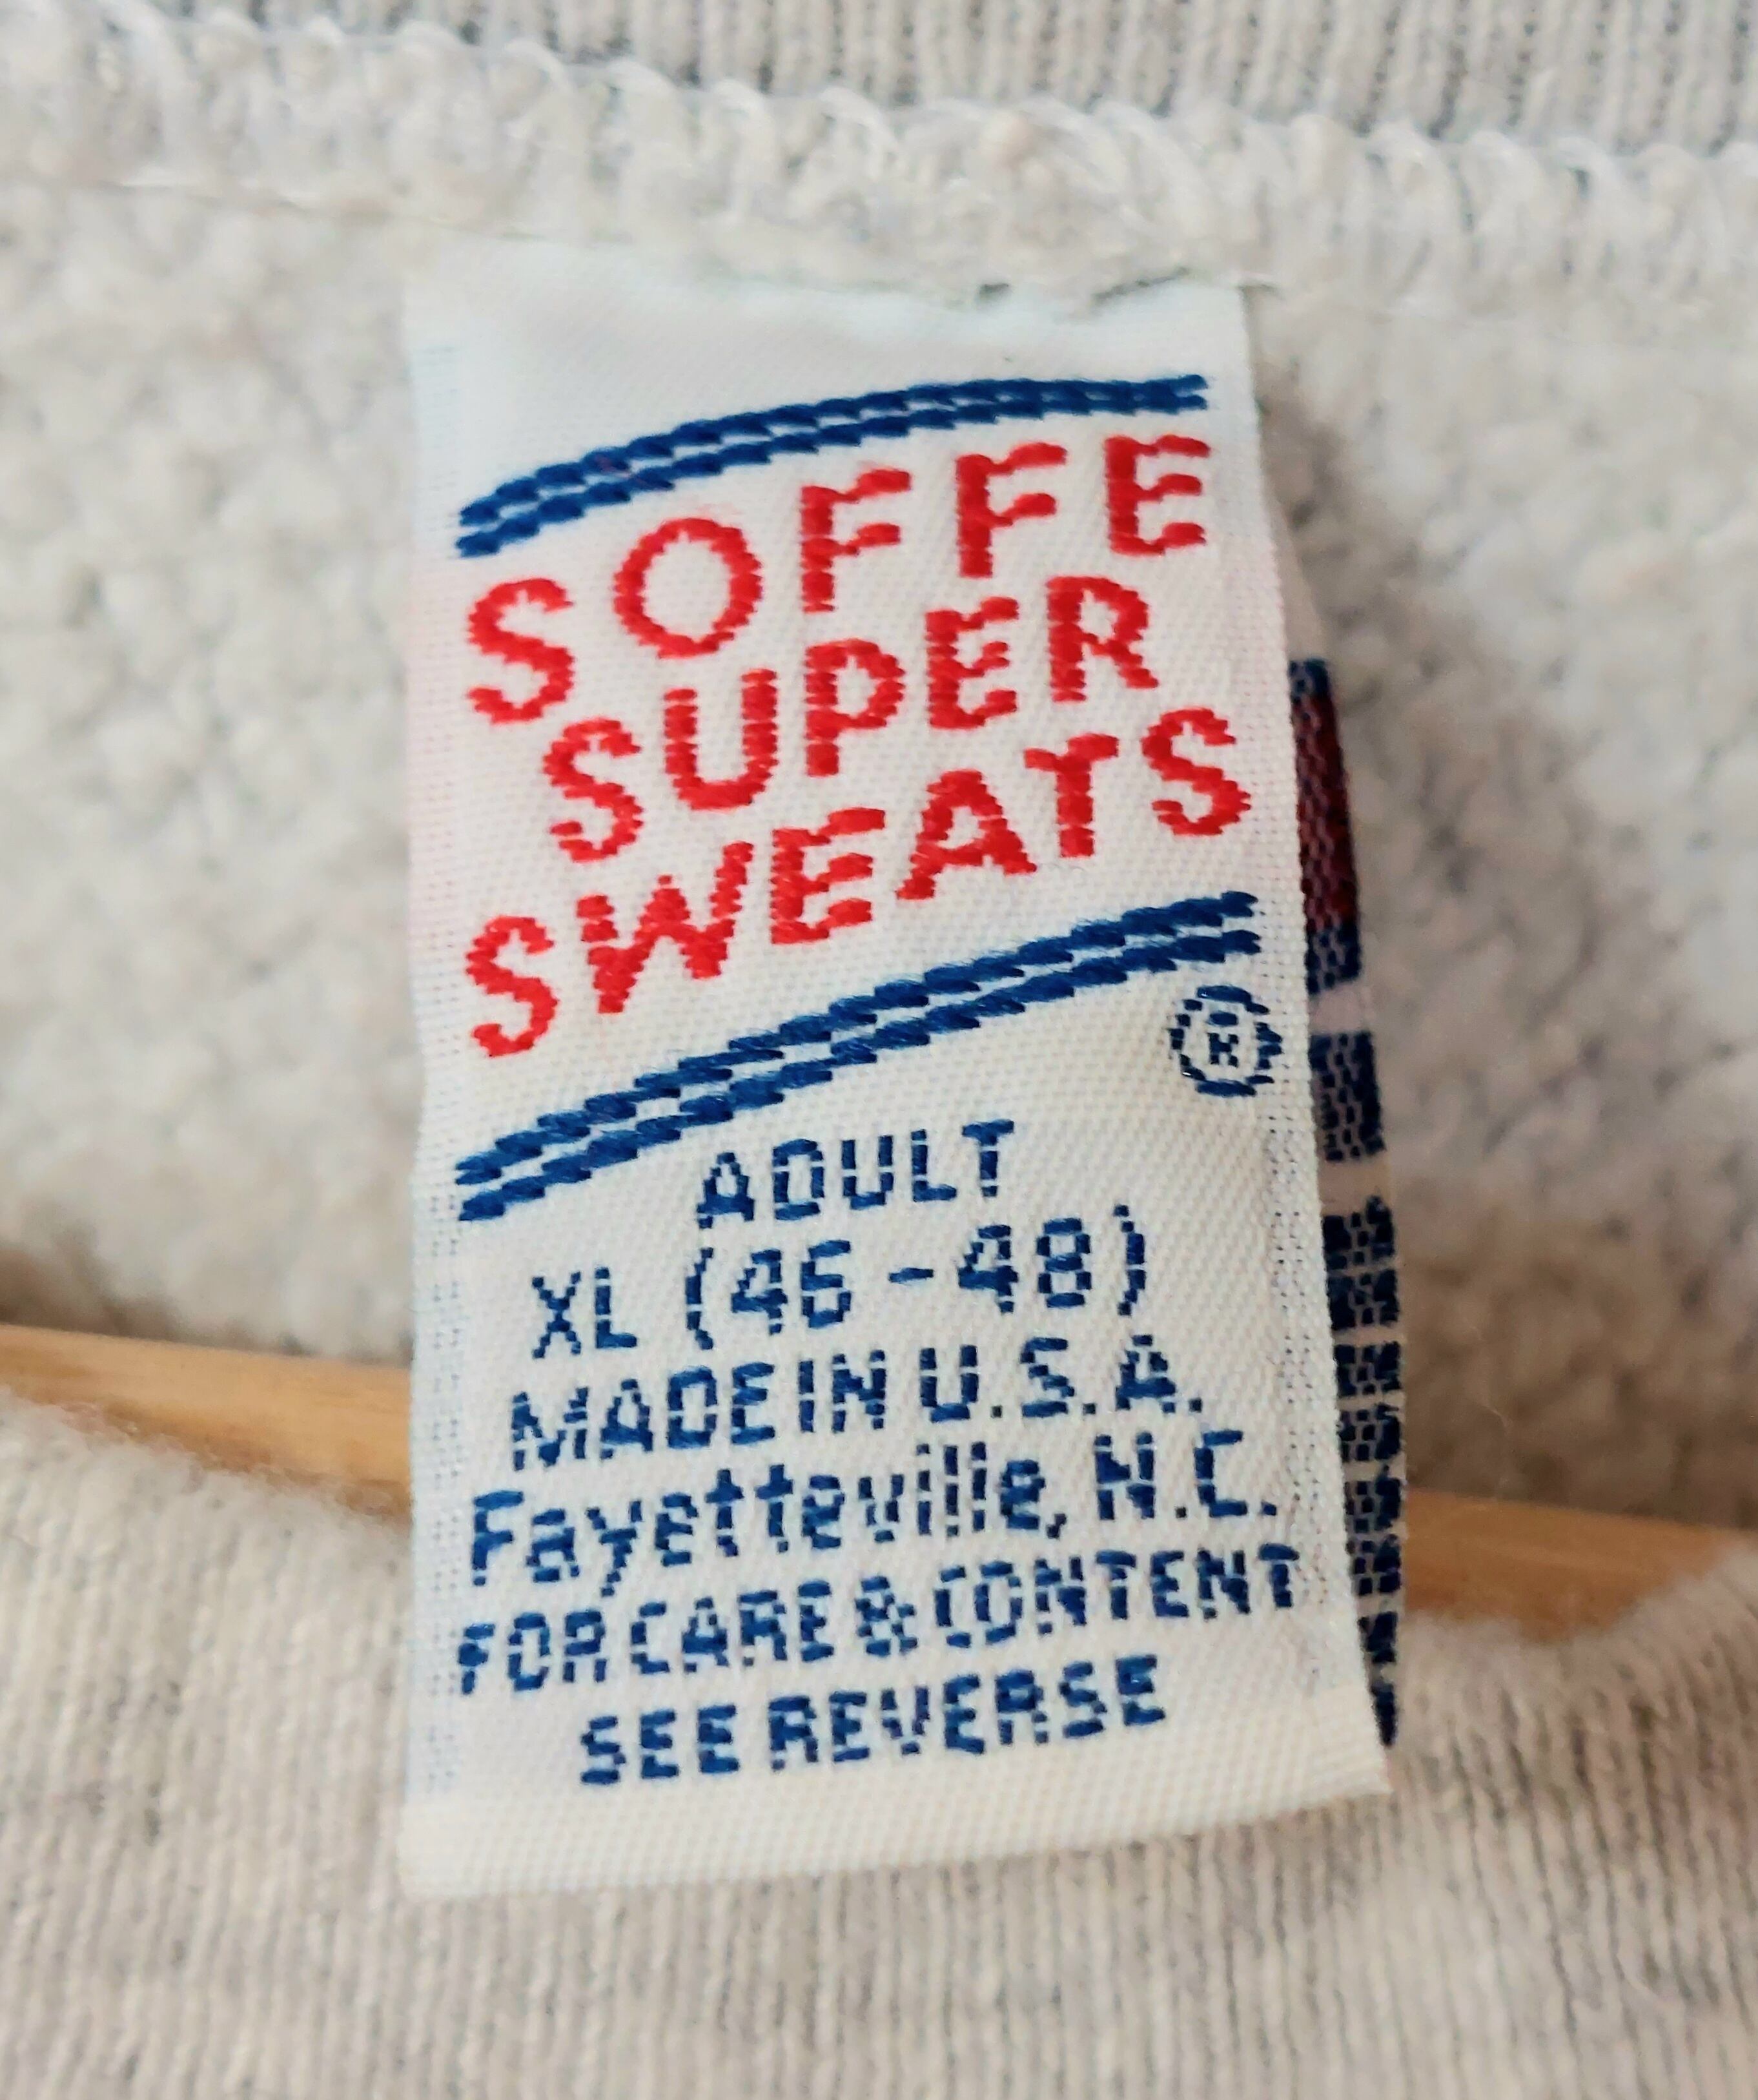 SOFFE
SUPER
SWEATS
®
ADULT
XL (46-48)
MADE IN U.S.A.
Fayetteville, N.C.
FOR CARE & CONTENT
SEE REVERSE